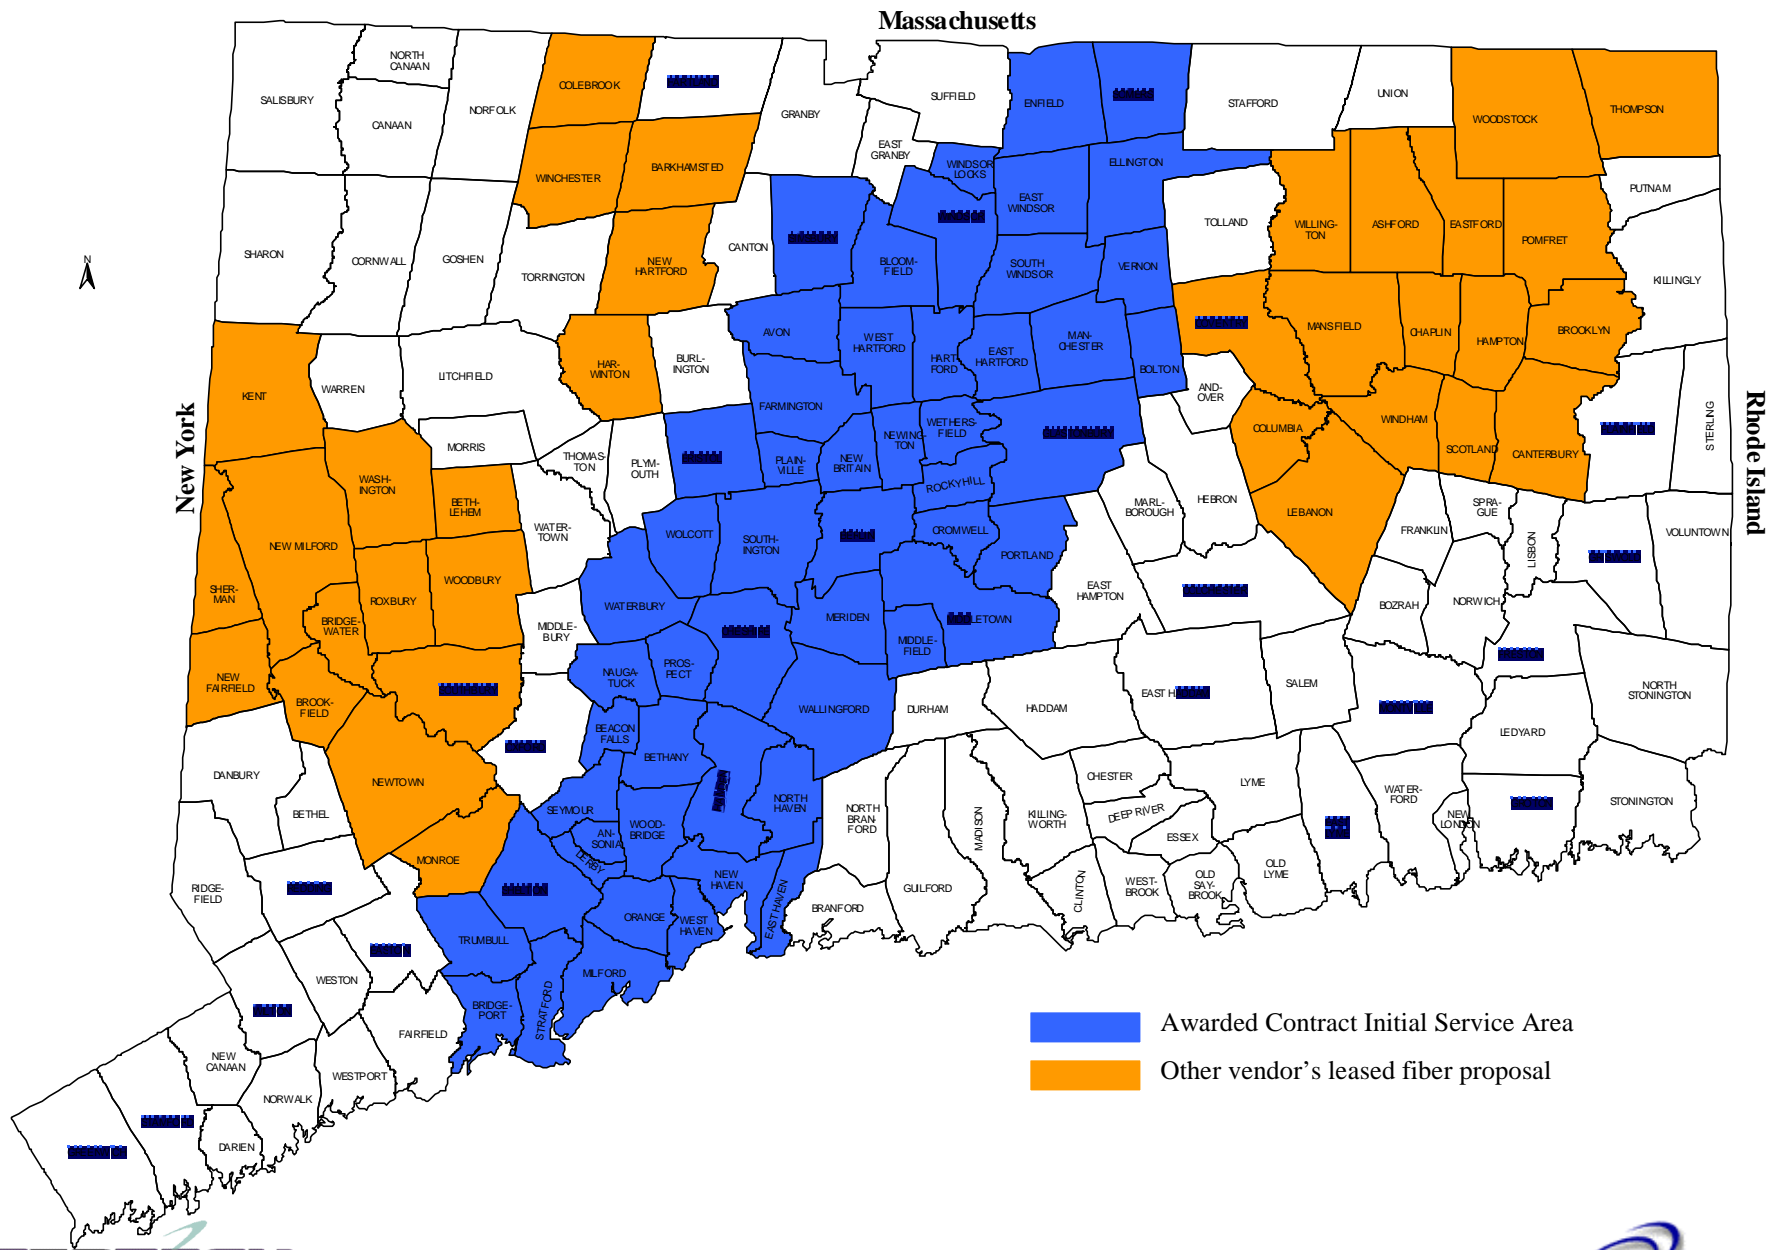 Massachusetts
NORTH
CANAAN
COLEBROOK
SALISBURY
CANAAN
NORFOLK
GRANBY
SUFFIELD
ENFIELD
STAFFORD
UNION
WOODSTOCK
THOMPSON
EAST
GRANBY
WINDSOR
LOCKS
ELLINGTON
WINCHESTER
BARKHAMSTED
PUTNAM
EAST
WINDSOR
TOLLAND
WILLING-
TON
ASHFORD
EASTFORD
POMFRET
SHARON
CORNWALL
GOSHEN
TORRINGTON
NEW
HARTFORD
CANTON
BLOOM-
FIELD
SOUTH
WINDSOR
VERNON
KILLINGLY
N
AVON
WEST
HARTFORD
HART-
FORD
EAST
HARTFORD
MAN-
CHESTER
BOLTON
MANSFIELD
CHAPLIN
HAMPTON
BROOKLYN
KENT
WARREN
LITCHFIELD
HAR-
WINTON
BURL-
INGTON
AND-
OVER
New York
Rhode Island
MORRIS
FARMINGTON
WETHERS-
FIELD
NEWING-
TON
COLUMBIA
WINDHAM
SCOTLAND
CANTERBURY
STERLING
THOMAS-
TON
PLYM-
OUTH
PLAIN-
VILLE
NEW
BRITAIN
ROCKY HILL
WASH-
INGTON
BETH-
LEHEM
WATER-
TOWN
WOLCOTT
SOUTH-
INGTON
CROMWELL
PORTLAND
MARL-
BOROUGH
HEBRON
LEBANON
FRANKLIN
SPRA-
GUE
LISBON
VOLUNTOWN
NEW MILFORD
SHER-
MAN
BRIDGE-
WATER
ROXBURY
WOODBURY
MIDDLE-
BURY
WATERBURY
MERIDEN
MIDDLE-
FIELD
LETOWN
EAST
HAMPTON
BOZRAH
NORWICH
NEW
FAIRFIELD
BROOK-
FIELD
NAUGA-
TUCK
PROS-
PECT
WALLINGFORD
DURHAM
HADDAM
EAST H
SALEM
NORTH
STONINGTON
DANBURY
BETHEL
NEWTOWN
BEACON
FALLS
BETHANY
LEDYARD
CHESTER
LYME
WATER-
FORD
NEW
LONDON
STONINGTON
SEYMOUR
AN-
SONIA
DERBY
WOOD-
BRIDGE
NORTH
HAVEN
NORTH
BRAN-
FORD
MADISON
KILLING-
WORTH
DEEP RIVER
ESSEX
MONROE
RIDGE-
FIELD
NEW
HAVEN
EAST HAVEN
GUILFORD
CLINTON
WEST-
BROOK
OLD
SAY-
BROOK
OLD
LYME
BRANFORD
ORANGE
WEST
HAVEN
TRUMBULL
MILFORD
WESTON
BRIDGE-
PORT
STRATFORD
FAIRFIELD
NEW
CANAAN
WESTPORT
NORWALK
DARIEN
Awarded Contract Initial Service Area
Other vendor’s leased fiber proposal